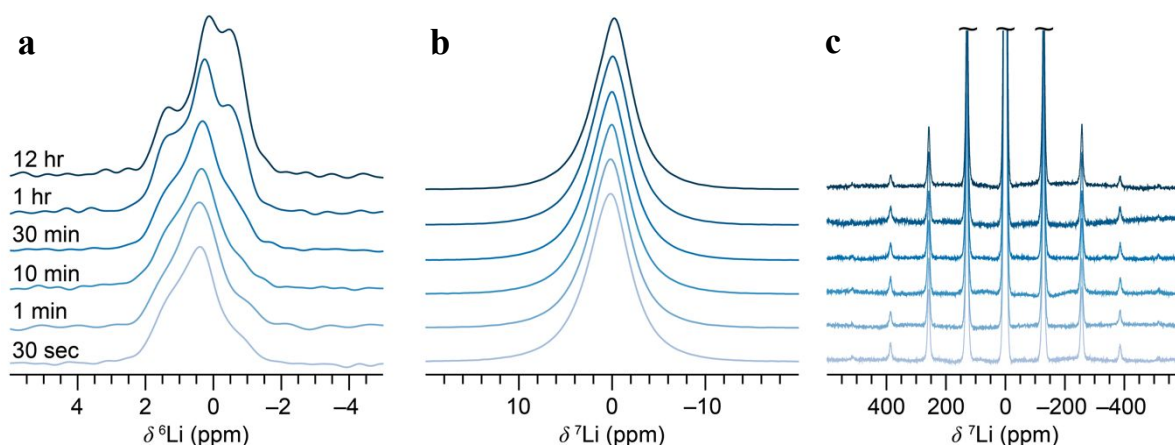 a
12 hr
1 hr
30 min
10 min
1 min
30 sec
4 2 0 –2 –4
δ ⁶Li (ppm)
b
10 0 –10
δ ⁷Li (ppm)
c
400 200 0 –200 –400
δ ⁷Li (ppm)